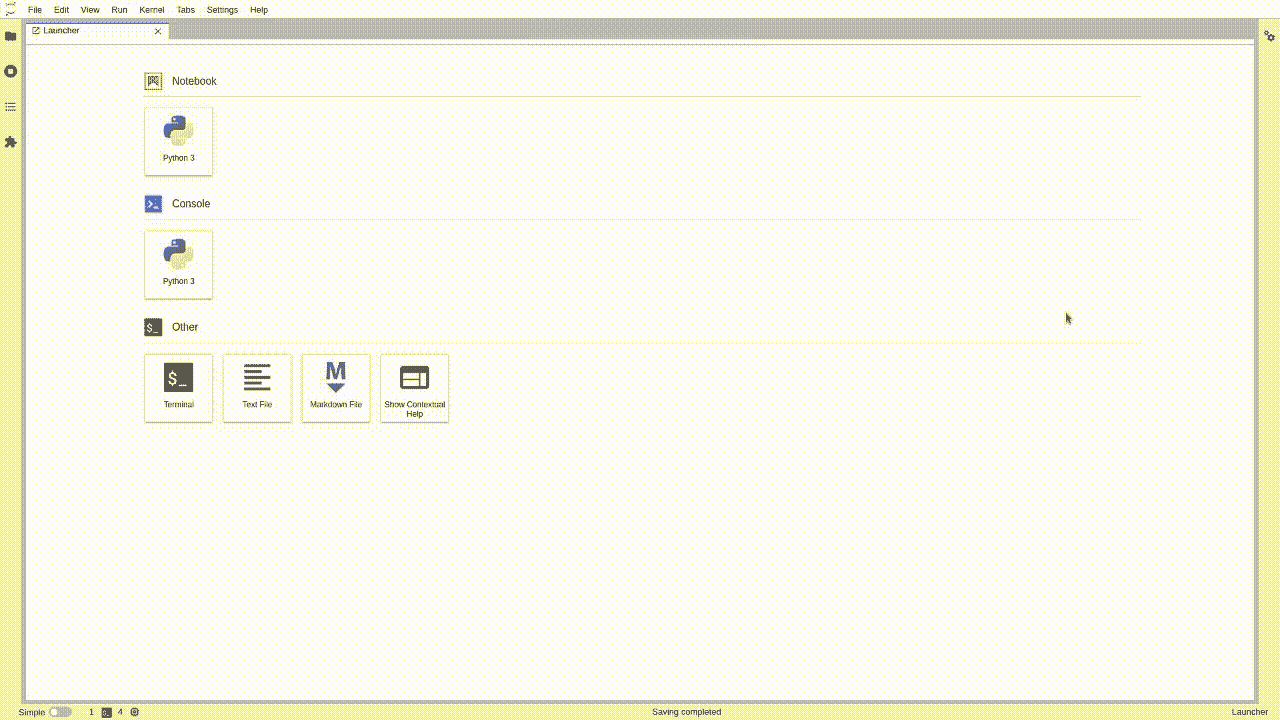 File Edit View Run Kernel Tabs Settings Help
Launcher
Notebook
Python 3
Console
Python 3
$_ Other
$_
Terminal
Text File
M
Markdown File
Show Contextual
Help
Simple 1 $_ 4 Saving completed Launcher